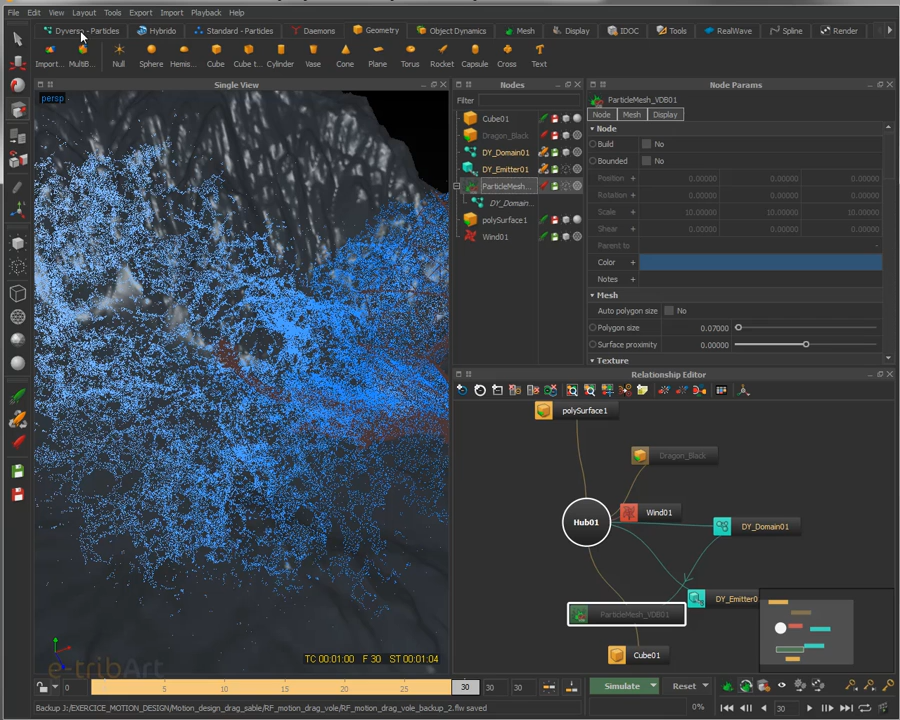 File Edit View Layout Tools Export Import Playback Help
Dyverso - Particles Hybrido Standard - Particles Daemons Geometry Object Dynamics Mesh Display IDOC Tools RealWave Spline Render
Import... MultiB... Null Sphere Hemis... Cube Cube to... Cylinder Vase Cone Plane Torus Rocket Capsule Cross Text
Single View
persp
Nodes
Filter
Cube01
Dragon_Black
DY_Domain01
DY_Emitter01
ParticleMesh...
DY_Domain...
polySurface1
Wind01
Node Params
ParticleMesh_VDB01
Node Mesh Display
Node
Build No
Bounded No
Position 0.00000 0.00000 0.00000
Rotation 0.00000 0.00000 0.00000
Scale 10.00000 10.00000 10.00000
Shear 0.00000 0.00000 0.00000
Parent to
Color +
Notes +
Mesh
Auto polygon size No
Polygon size + 0.07000
Surface proximity + 0.00000
Texture
Relationship Editor
polySurface1
Dragon_Black
Wind01
Hub01
DY_Domain01
DY_Emitter0
ParticleMesh_VDB01
Cube01
TC 00:01:00 F 30 ST 00:01:04
e-tribArt
0 5 10 15 20 25 30 30 30
Simulate Reset
Backup J:/EXERCICE_MOTION_DESIGN/Motion_design_drag_sable/RF_motion_drag_vole/RF_motion_drag_vole_backup_2.flw saved
0% 30